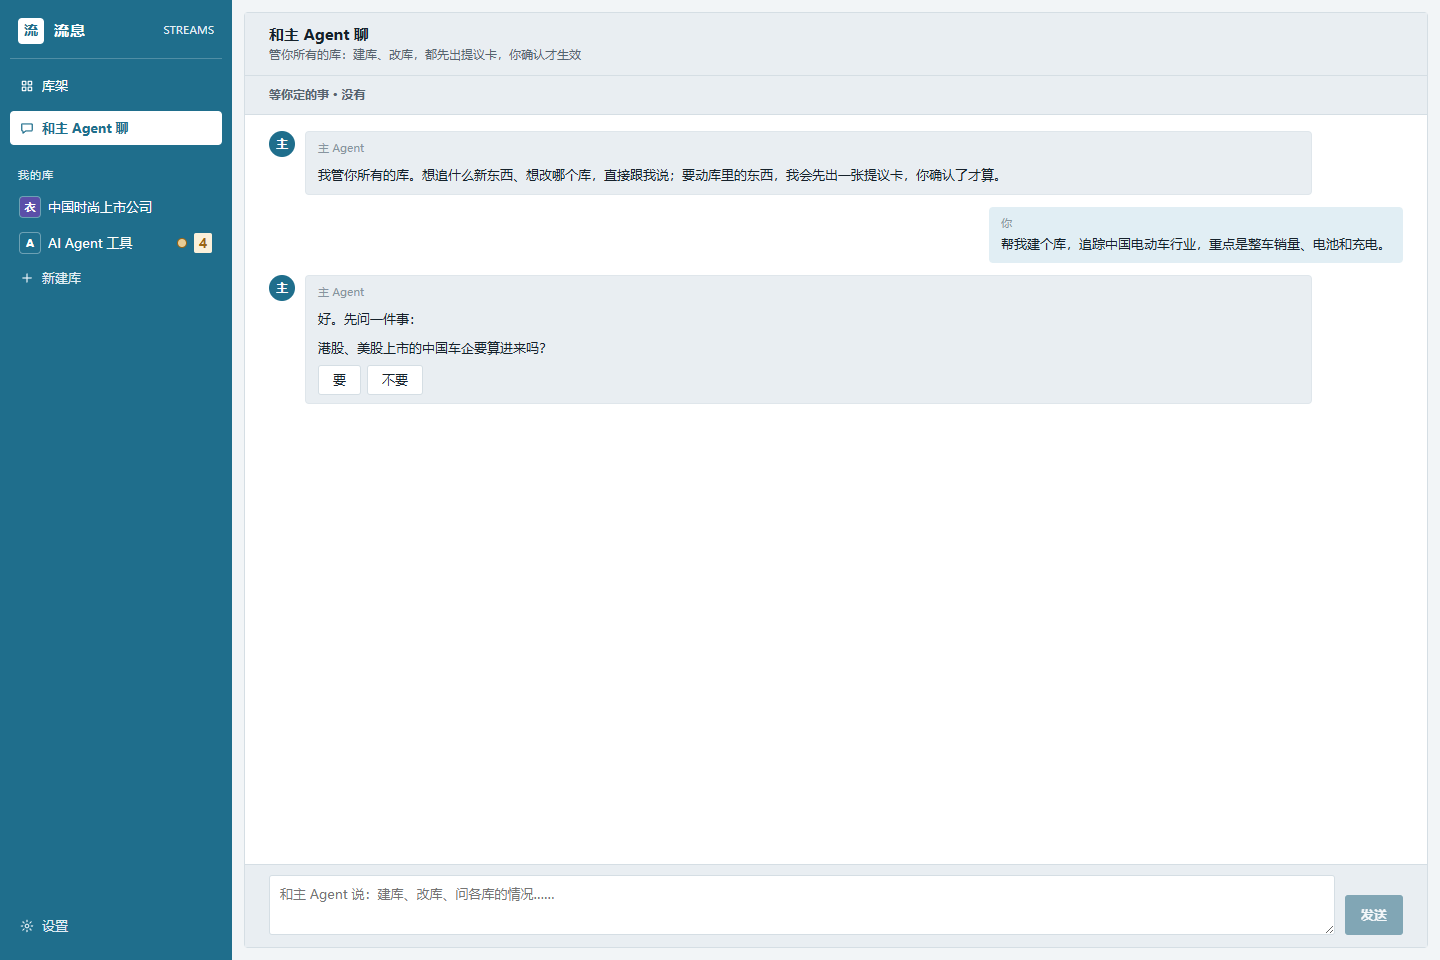 流 流息 STREAMS
库架
和主 Agent 聊
我的库
衣 中国时尚上市公司
A AI Agent 工具 4
新建库
设置
和主 Agent 聊
管你所有的库：建库、改库，都先出提议卡，你确认才生效
等你定的事 · 没有
主 主 Agent
我管你所有的库。想追什么新东西、想改哪个库，直接跟我说；要动库里的东西，我会先出一张提议卡，你确认了才算。
你
帮我建个库，追踪中国电动车行业，重点是整车销量、电池和充电。
主 主 Agent
好。先问一件事：
港股、美股上市的中国车企要算进来吗？
要 不要
和主 Agent 说：建库、改库、问各库的情况……
发送